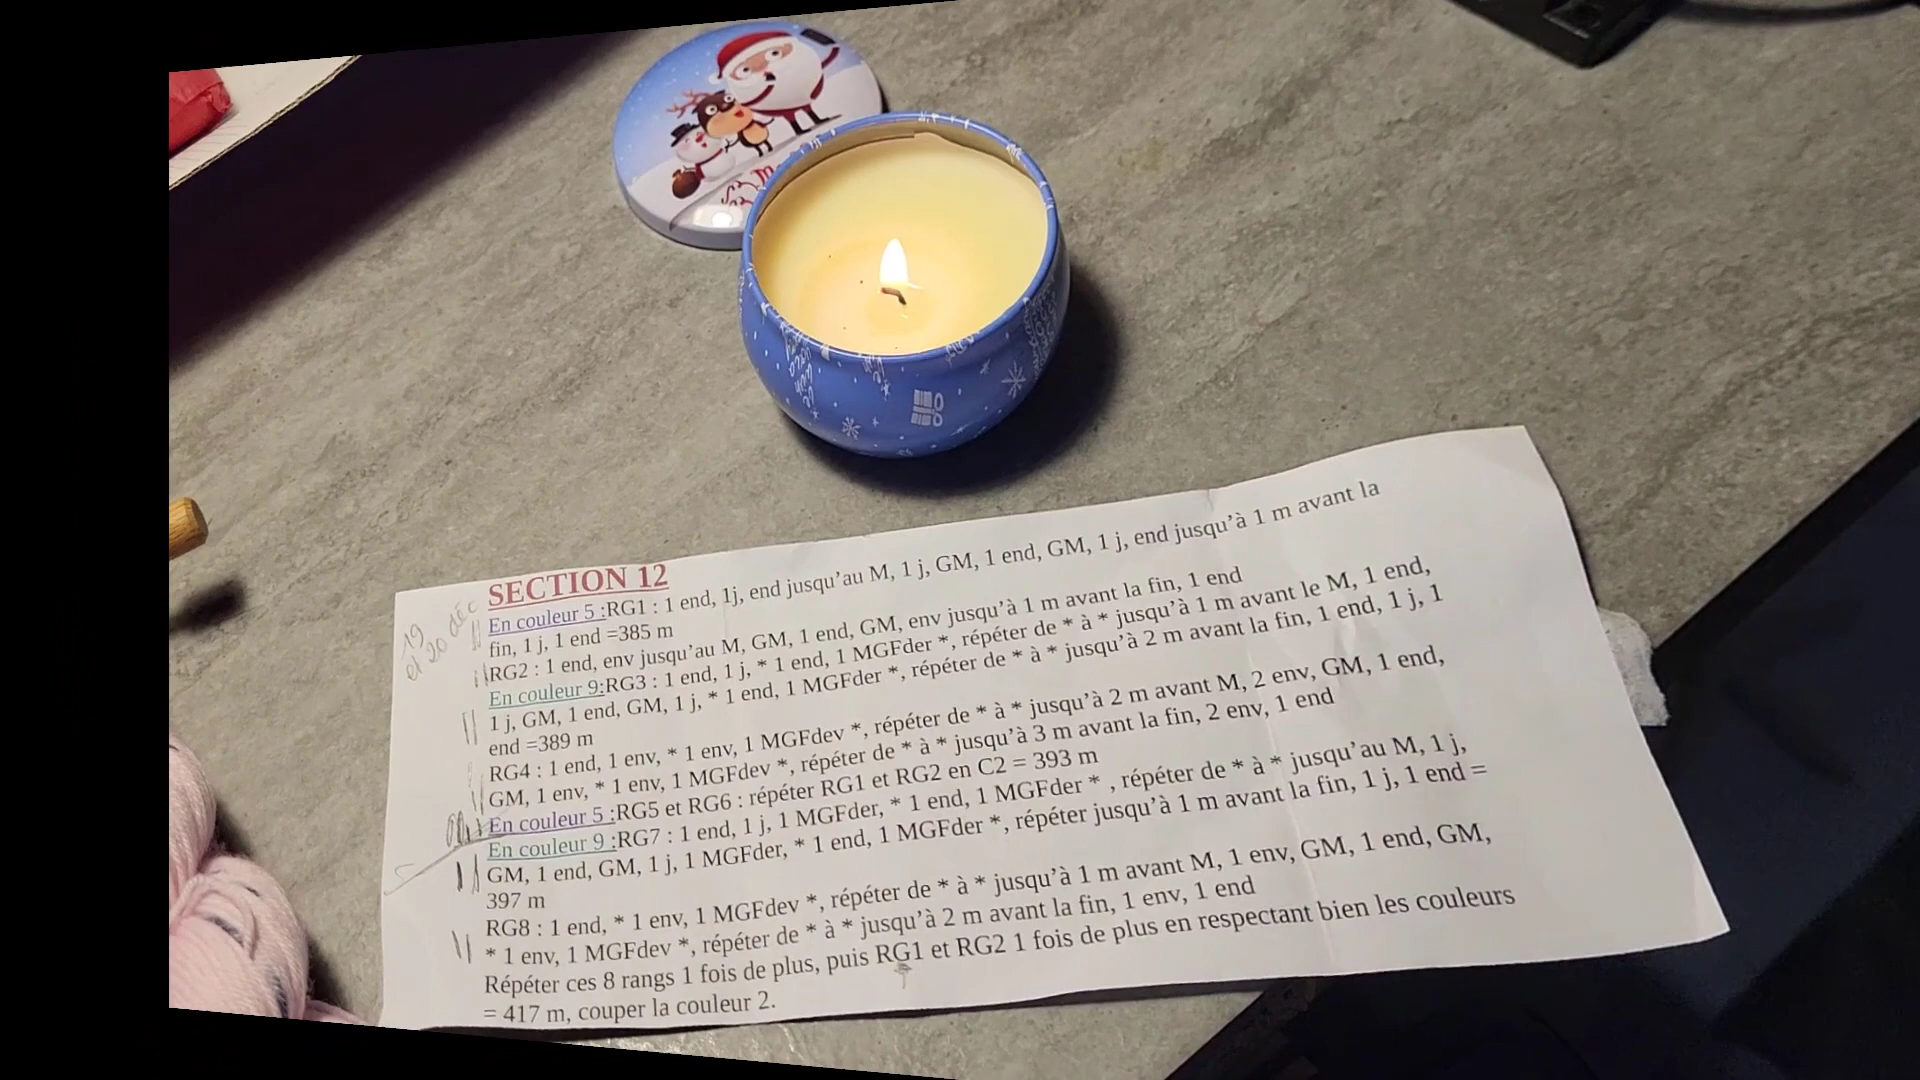 SECTION 12
19
et 20 déc
En couleur 5 :RG1 : 1 end, 1j, end jusqu'au M, 1 j, GM, 1 end, GM, 1 j, end jusqu'à 1 m avant la
fin, 1 j, 1 end =385 m
RG2 : 1 end, env jusqu'au M, GM, 1 end, GM, env jusqu'à 1 m avant la fin, 1 end
En couleur 9:RG3 : 1 end, 1 j, * 1 end, 1 MGFder *, répéter de * à * jusqu'à 1 m avant le M, 1 end,
1 j, GM, 1 end, GM, 1 j, * 1 end, 1 MGFder *, répéter de * à * jusqu'à 2 m avant la fin, 1 end, 1 j, 1
end =389 m
RG4 : 1 end, 1 env, * 1 env, 1 MGFdev *, répéter de * à * jusqu'à 2 m avant M, 2 env, GM, 1 end,
GM, 1 env, * 1 env, 1 MGFdev *, répéter de * à * jusqu'à 3 m avant la fin, 2 env, 1 end
En couleur 5 :RG5 et RG6 : répéter RG1 et RG2 en C2 = 393 m
En couleur 9 :RG7 : 1 end, 1 j, 1 MGFder, * 1 end, 1 MGFder * , répéter de * à * jusqu'au M, 1 j,
GM, 1 end, GM, 1 j, 1 MGFder, * 1 end, 1 MGFder *, répéter jusqu'à 1 m avant la fin, 1 j, 1 end =
397 m
RG8 : 1 end, * 1 env, 1 MGFdev *, répéter de * à * jusqu'à 1 m avant M, 1 env, GM, 1 end, GM,
* 1 env, 1 MGFdev *, répéter de * à * jusqu'à 2 m avant la fin, 1 env, 1 end
Répéter ces 8 rangs 1 fois de plus, puis RG1 et RG2 1 fois de plus en respectant bien les couleurs
= 417 m, couper la couleur 2.